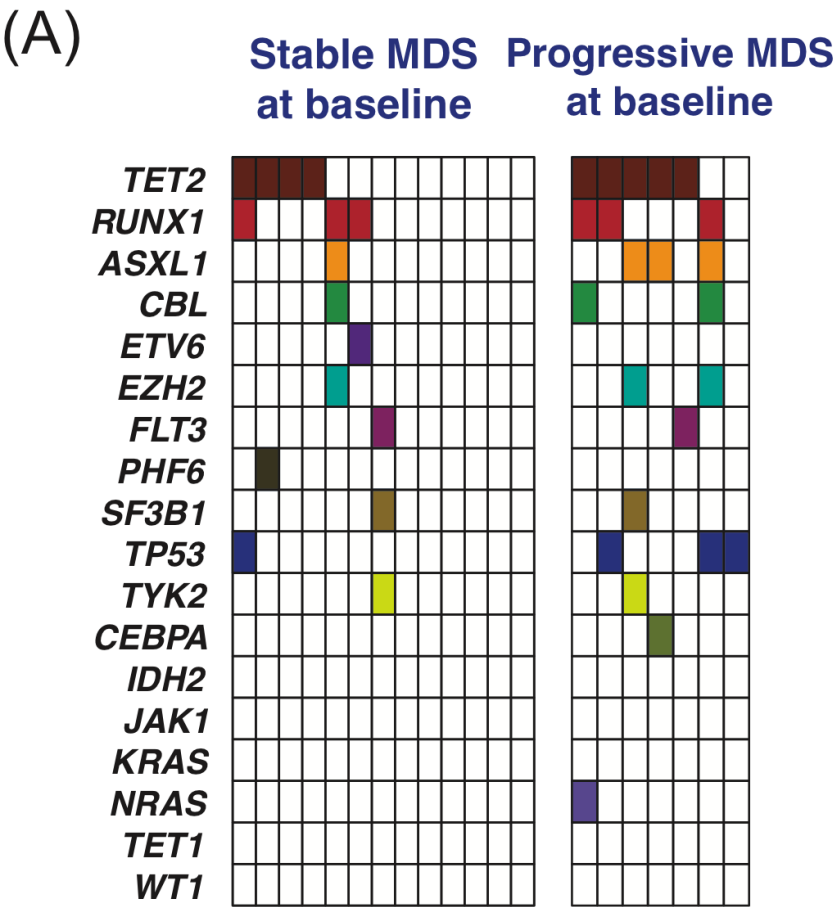 (A)
Stable MDS
at baseline
Progressive MDS
at baseline
TET2
RUNX1
ASXL1
CBL
ETV6
EZH2
FLT3
PHF6
SF3B1
TP53
TYK2
CEBPA
IDH2
JAK1
KRAS
NRAS
TET1
WT1